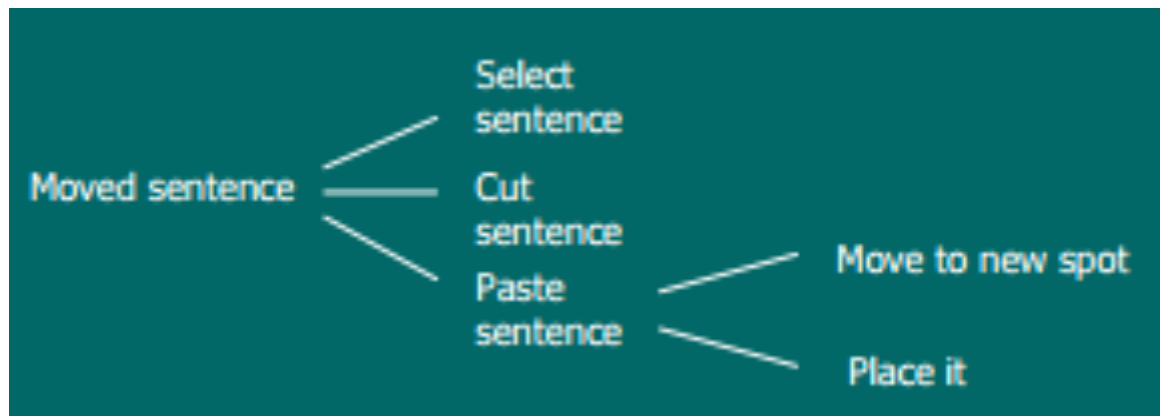 Select
sentence
Moved sentence
Cut
sentence
Move to new spot
Paste
sentence
Place it